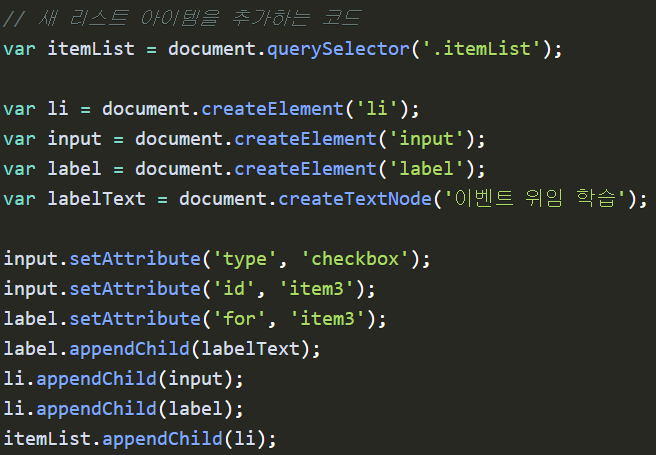 // 새 리스트 아이템을 추가하는 코드
var itemList = document.querySelector('.itemList');
var li = document.createElement('li');
var input = document.createElement('input');
var label = document.createElement('label');
var labelText = document.createTextNode('이벤트 위임 학습');
input.setAttribute('type', 'checkbox');
input.setAttribute('id', 'item3');
label.setAttribute('for', 'item3');
label.appendChild(labelText);
li.appendChild(input);
li.appendChild(label);
itemList.appendChild(li);